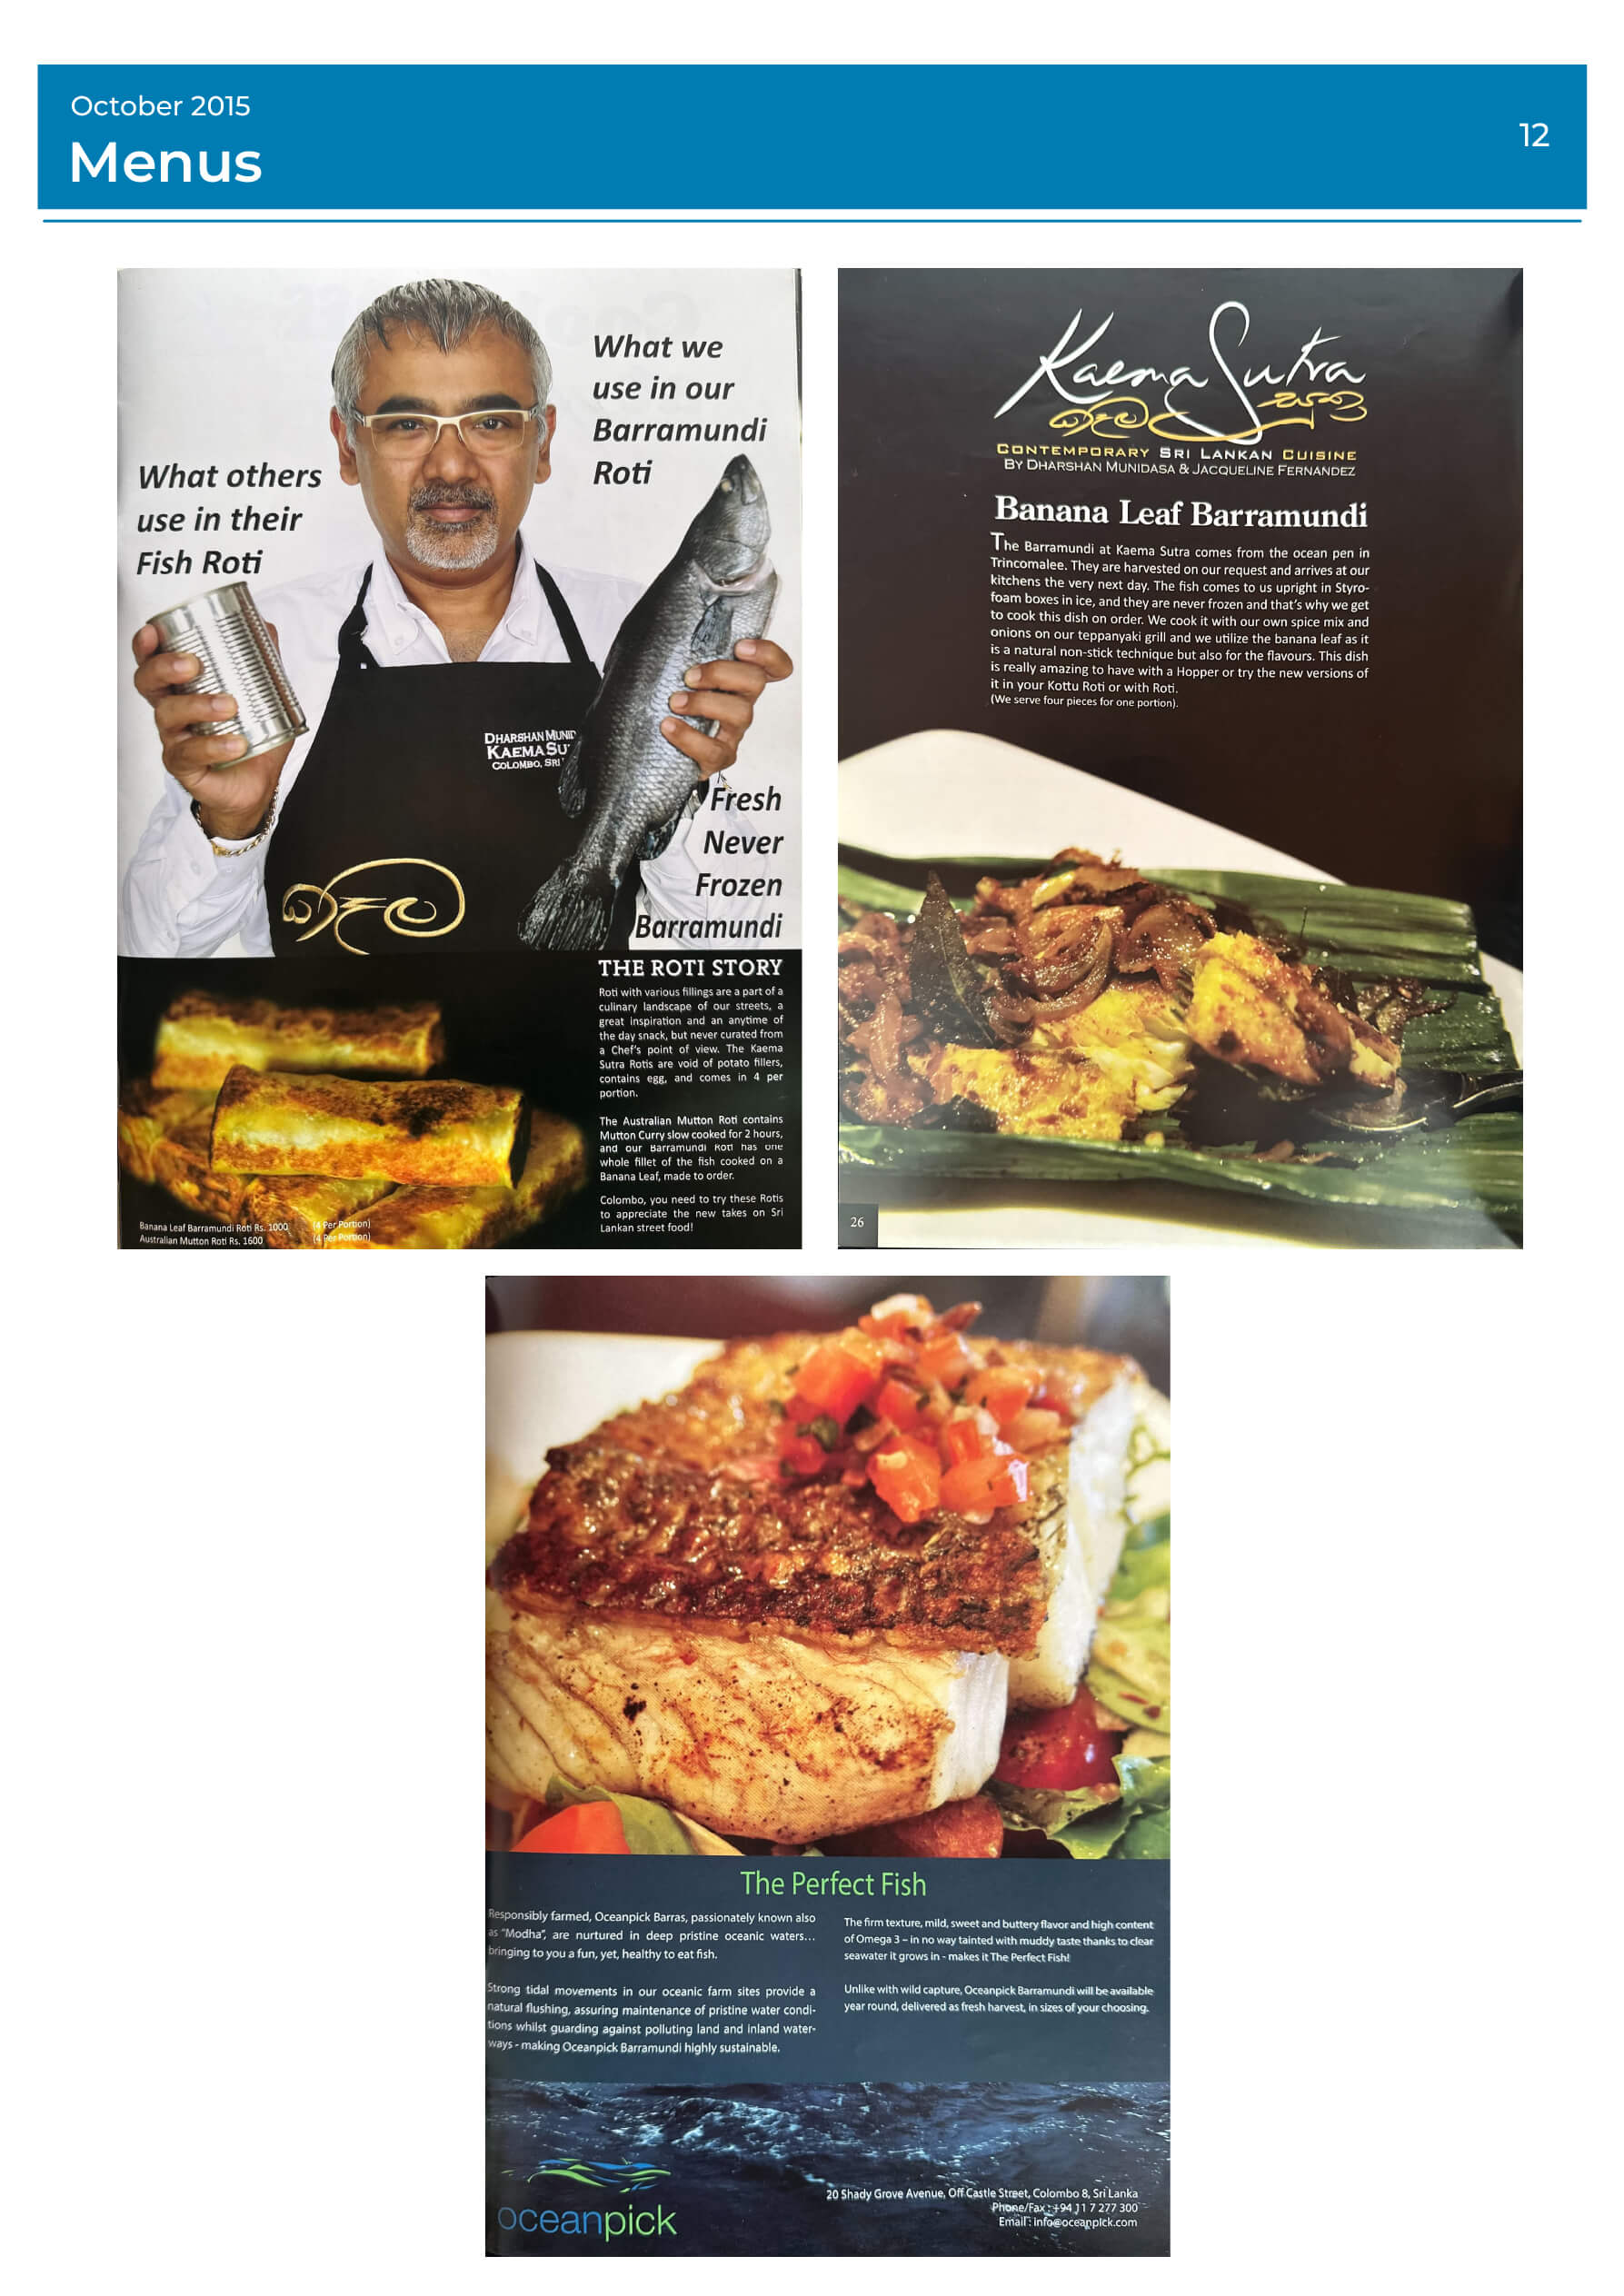 October 2015
Menus
12
What others
use in their
Fish Roti
What we
use in our
Barramundi
Roti
DHARSHAN MUNID
KAEMA SU
COLOMBO, SRI
Fresh
Never
Frozen
Barramundi
කෑම
THE ROTI STORY
Roti with various fillings are a part of a
culinary landscape of our streets, a
great inspiration and an anytime of
the day snack, but never curated from
a Chef's point of view. The Kaema
Sutra Rotis are void of potato fillers,
contains egg, and comes in 4 per
portion.
The Australian Mutton Roti contains
Mutton Curry slow cooked for 2 hours,
and our Barramundi Roti has one
whole fillet of the fish cooked on a
Banana Leaf, made to order.
Colombo, you need to try these Rotis
to appreciate the new takes on Sri
Lankan street food!
Banana Leaf Barramundi Roti Rs. 1000 (4 Per Portion)
Australian Mutton Roti Rs. 1600 (4 Per Portion)
Kaema Sutra
කෑම සූත්‍ර
CONTEMPORARY SRI LANKAN CUISINE
BY DHARSHAN MUNIDASA & JACQUELINE FERNANDEZ
Banana Leaf Barramundi
The Barramundi at Kaema Sutra comes from the ocean pen in
Trincomalee. They are harvested on our request and arrives at our
kitchens the very next day. The fish comes to us upright in Styro-
foam boxes in ice, and they are never frozen and that's why we get
to cook this dish on order. We cook it with our own spice mix and
onions on our teppanyaki grill and we utilize the banana leaf as it
is a natural non-stick technique but also for the flavours. This dish
is really amazing to have with a Hopper or try the new versions of
it in your Kottu Roti or with Roti.
(We serve four pieces for one portion).
26
The Perfect Fish
Responsibly farmed, Oceanpick Barras, passionately known also
as "Modha", are nurtured in deep pristine oceanic waters...
bringing to you a fun, yet, healthy to eat fish.
Strong tidal movements in our oceanic farm sites provide a
natural flushing, assuring maintenance of pristine water condi-
tions whilst guarding against polluting land and inland water-
ways - making Oceanpick Barramundi highly sustainable.
The firm texture, mild, sweet and buttery flavor and high content
of Omega 3 – in no way tainted with muddy taste thanks to clear
seawater it grows in - makes it The Perfect Fish!
Unlike with wild capture, Oceanpick Barramundi will be available
year round, delivered as fresh harvest, in sizes of your choosing.
oceanpick
20 Shady Grove Avenue, Off Castle Street, Colombo 8, Sri Lanka
Phone/Fax : +94 11 7 277 300
Email : info@oceanpick.com